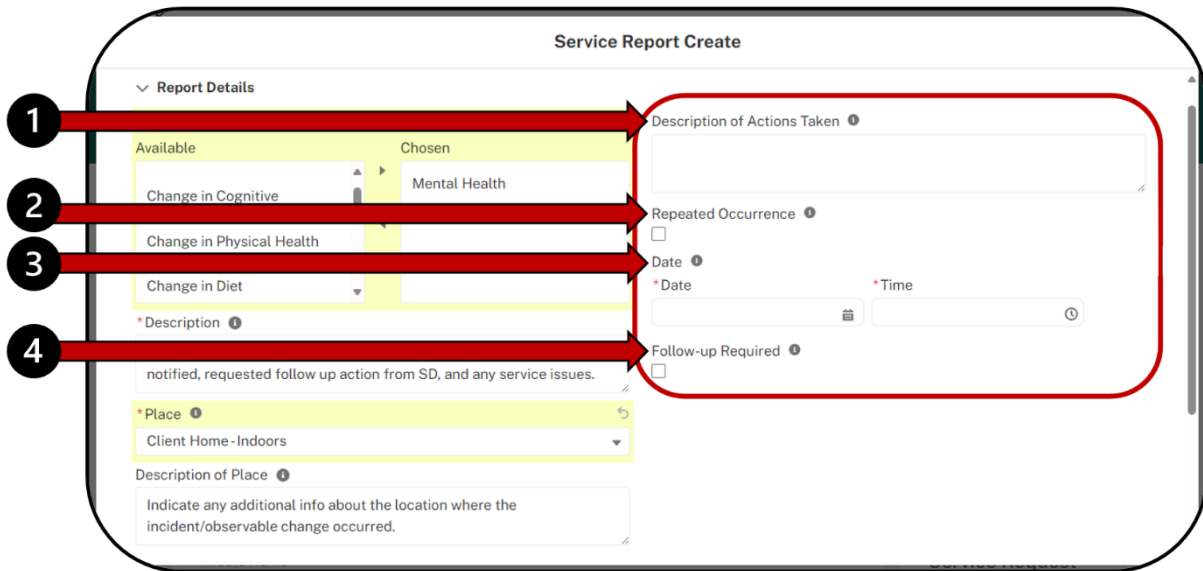 Service Report Create
Report Details
1
Description of Actions Taken
Available
Chosen
Mental Health
Change in Cognitive
2
Repeated Occurrence
Change in Physical Health
3
Date
*Date
*Time
Change in Diet
*Description
4
Follow-up Required
notified, requested follow up action from SD, and any service issues.
*Place
Client Home - Indoors
Description of Place
Indicate any additional info about the location where the
incident/observable change occurred.